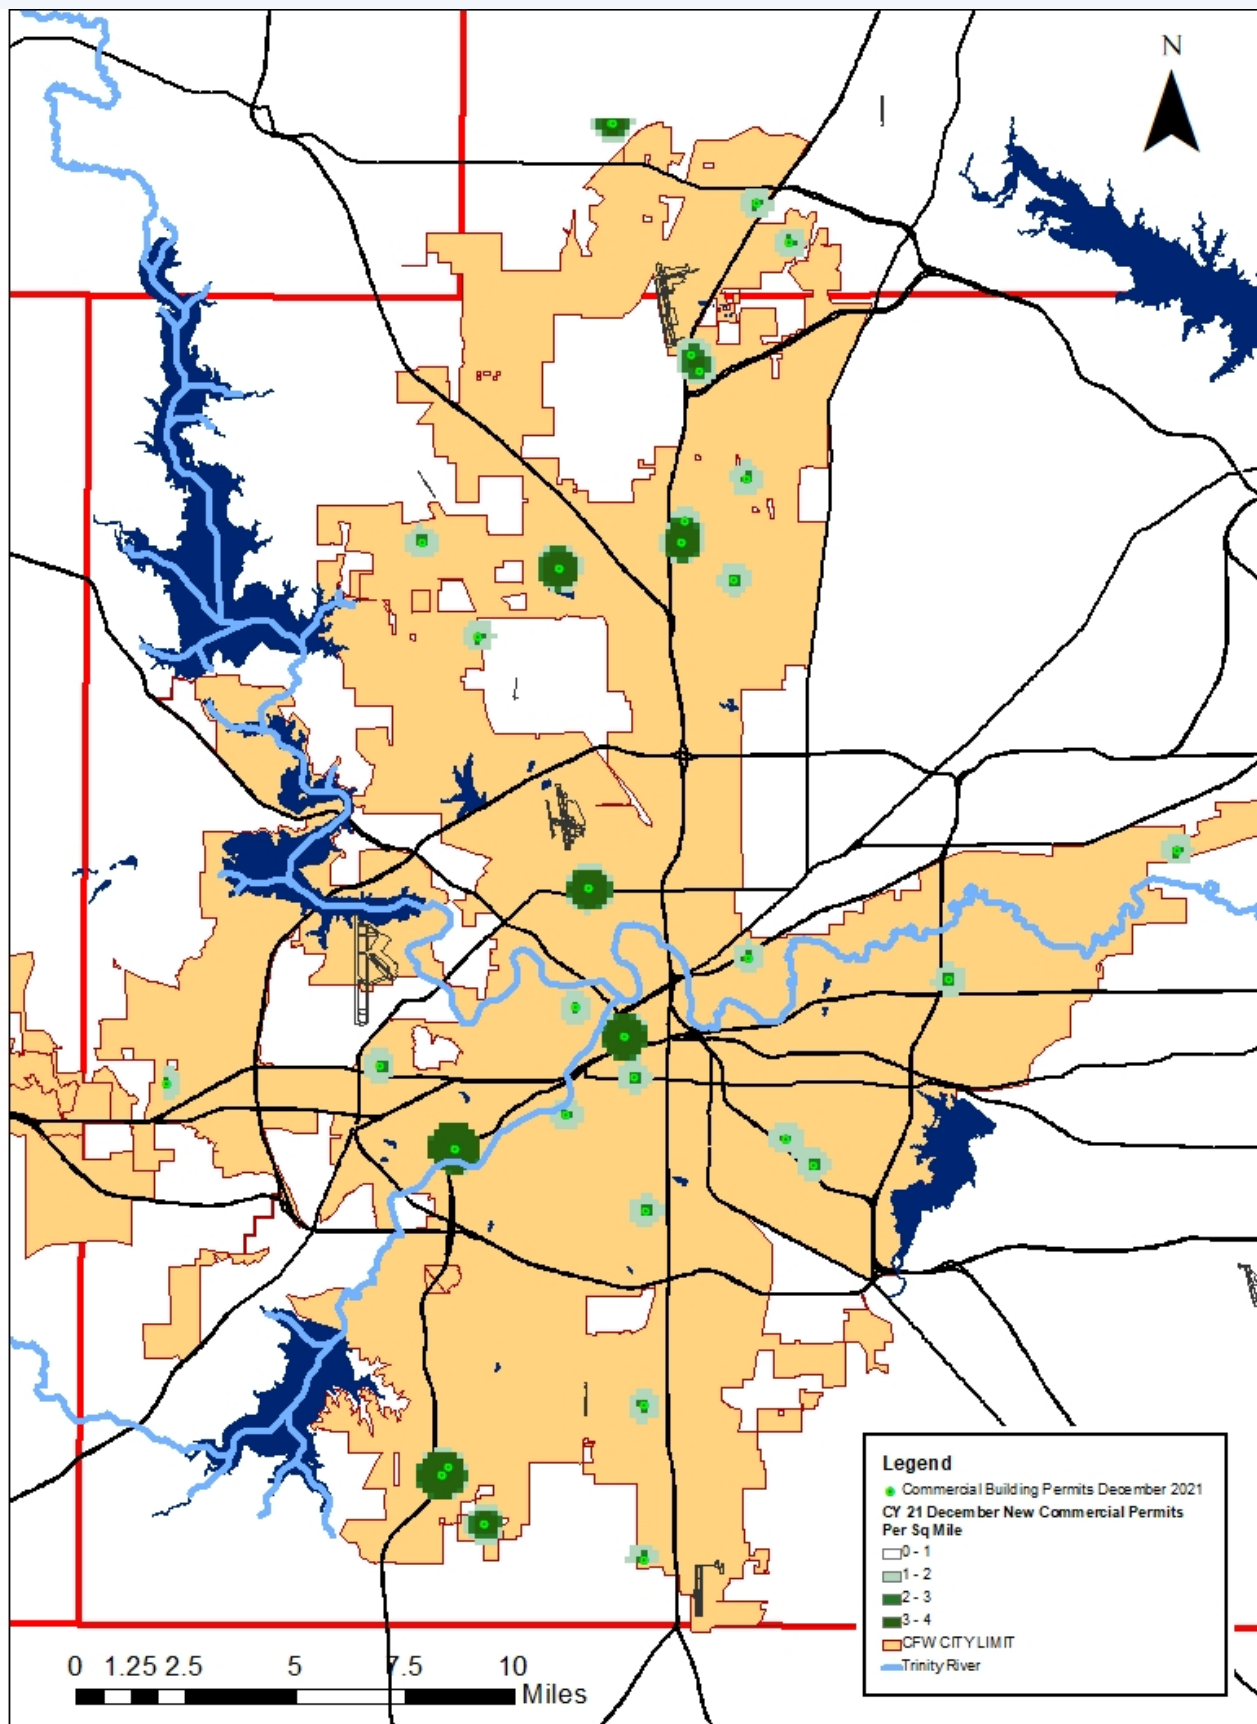 N
Legend
Commercial Building Permits December 2021
CY 21 December New Commercial Permits
Per Sq Mile
0 - 1
1 - 2
2 - 3
3 - 4
CFW CITY LIMIT
Trinity River
0 1.25 2.5 5 7.5 10
Miles